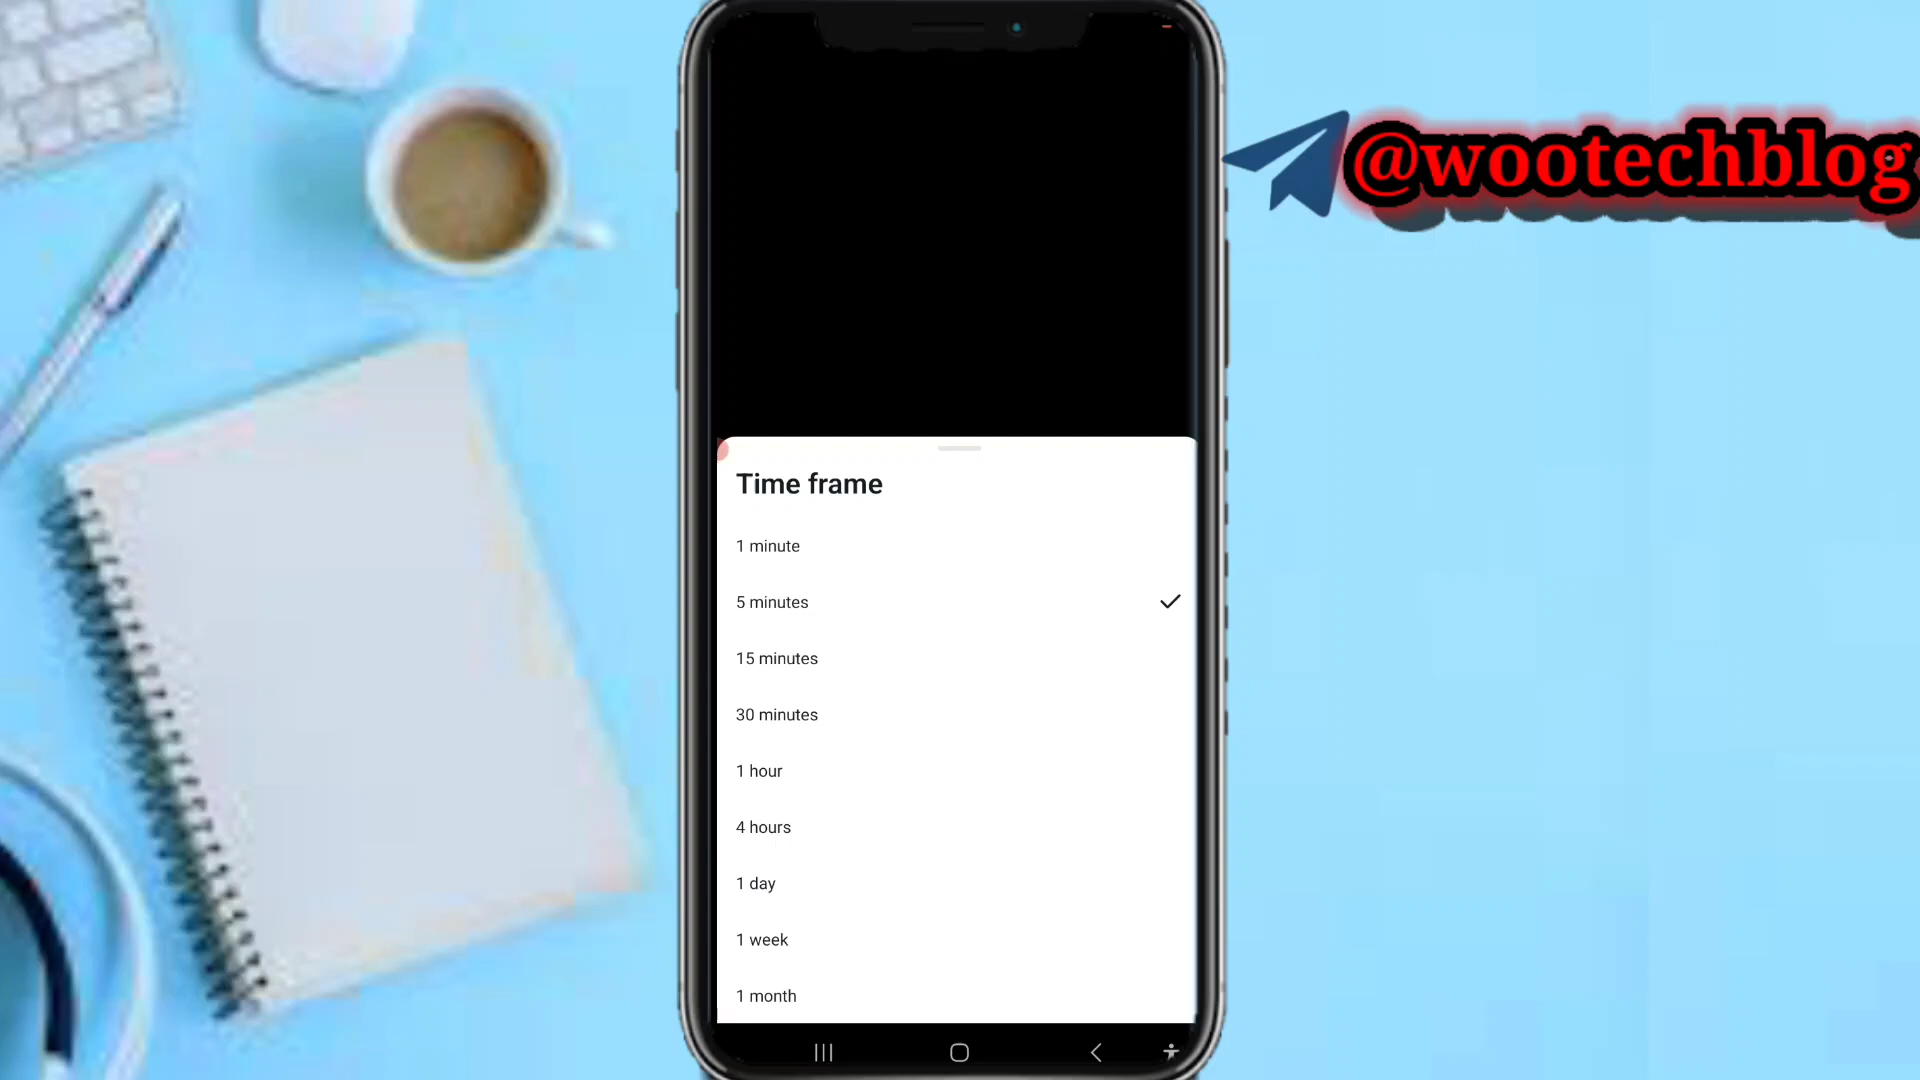 @wootechblog
Time frame
1 minute
5 minutes
15 minutes
30 minutes
1 hour
4 hours
1 day
1 week
1 month